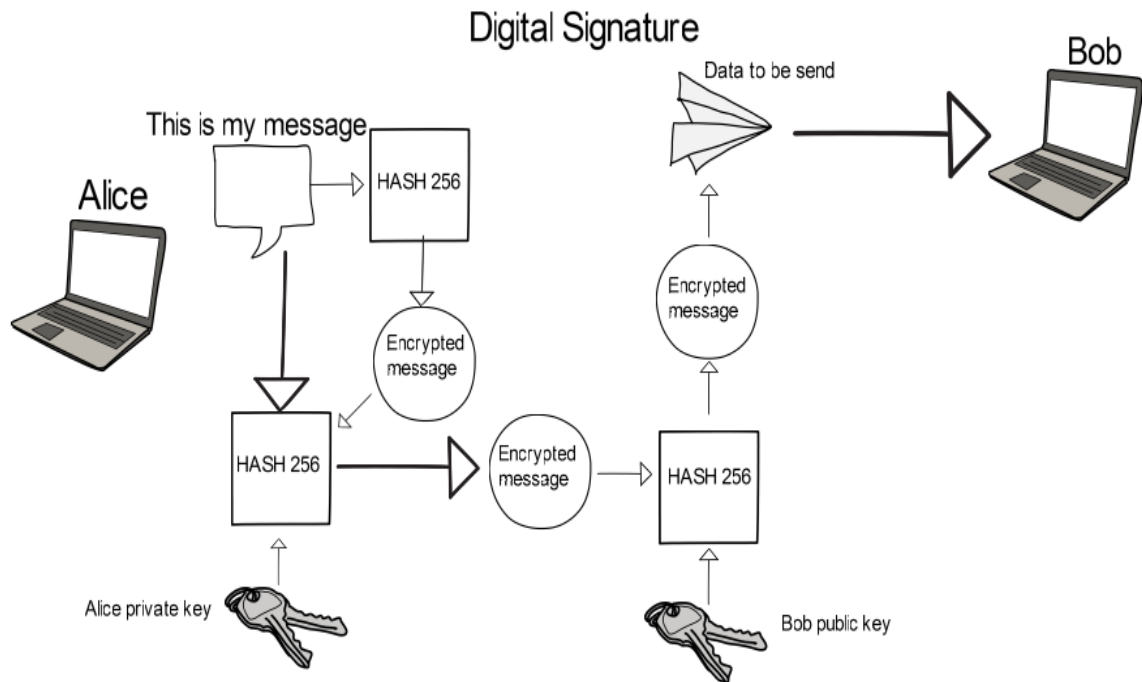 Digital Signature
Bob
Data to be send
This is my message
HASH 256
Alice
Encrypted
message
Encrypted
message
HASH 256
Encrypted
message
HASH 256
Alice private key
Bob public key